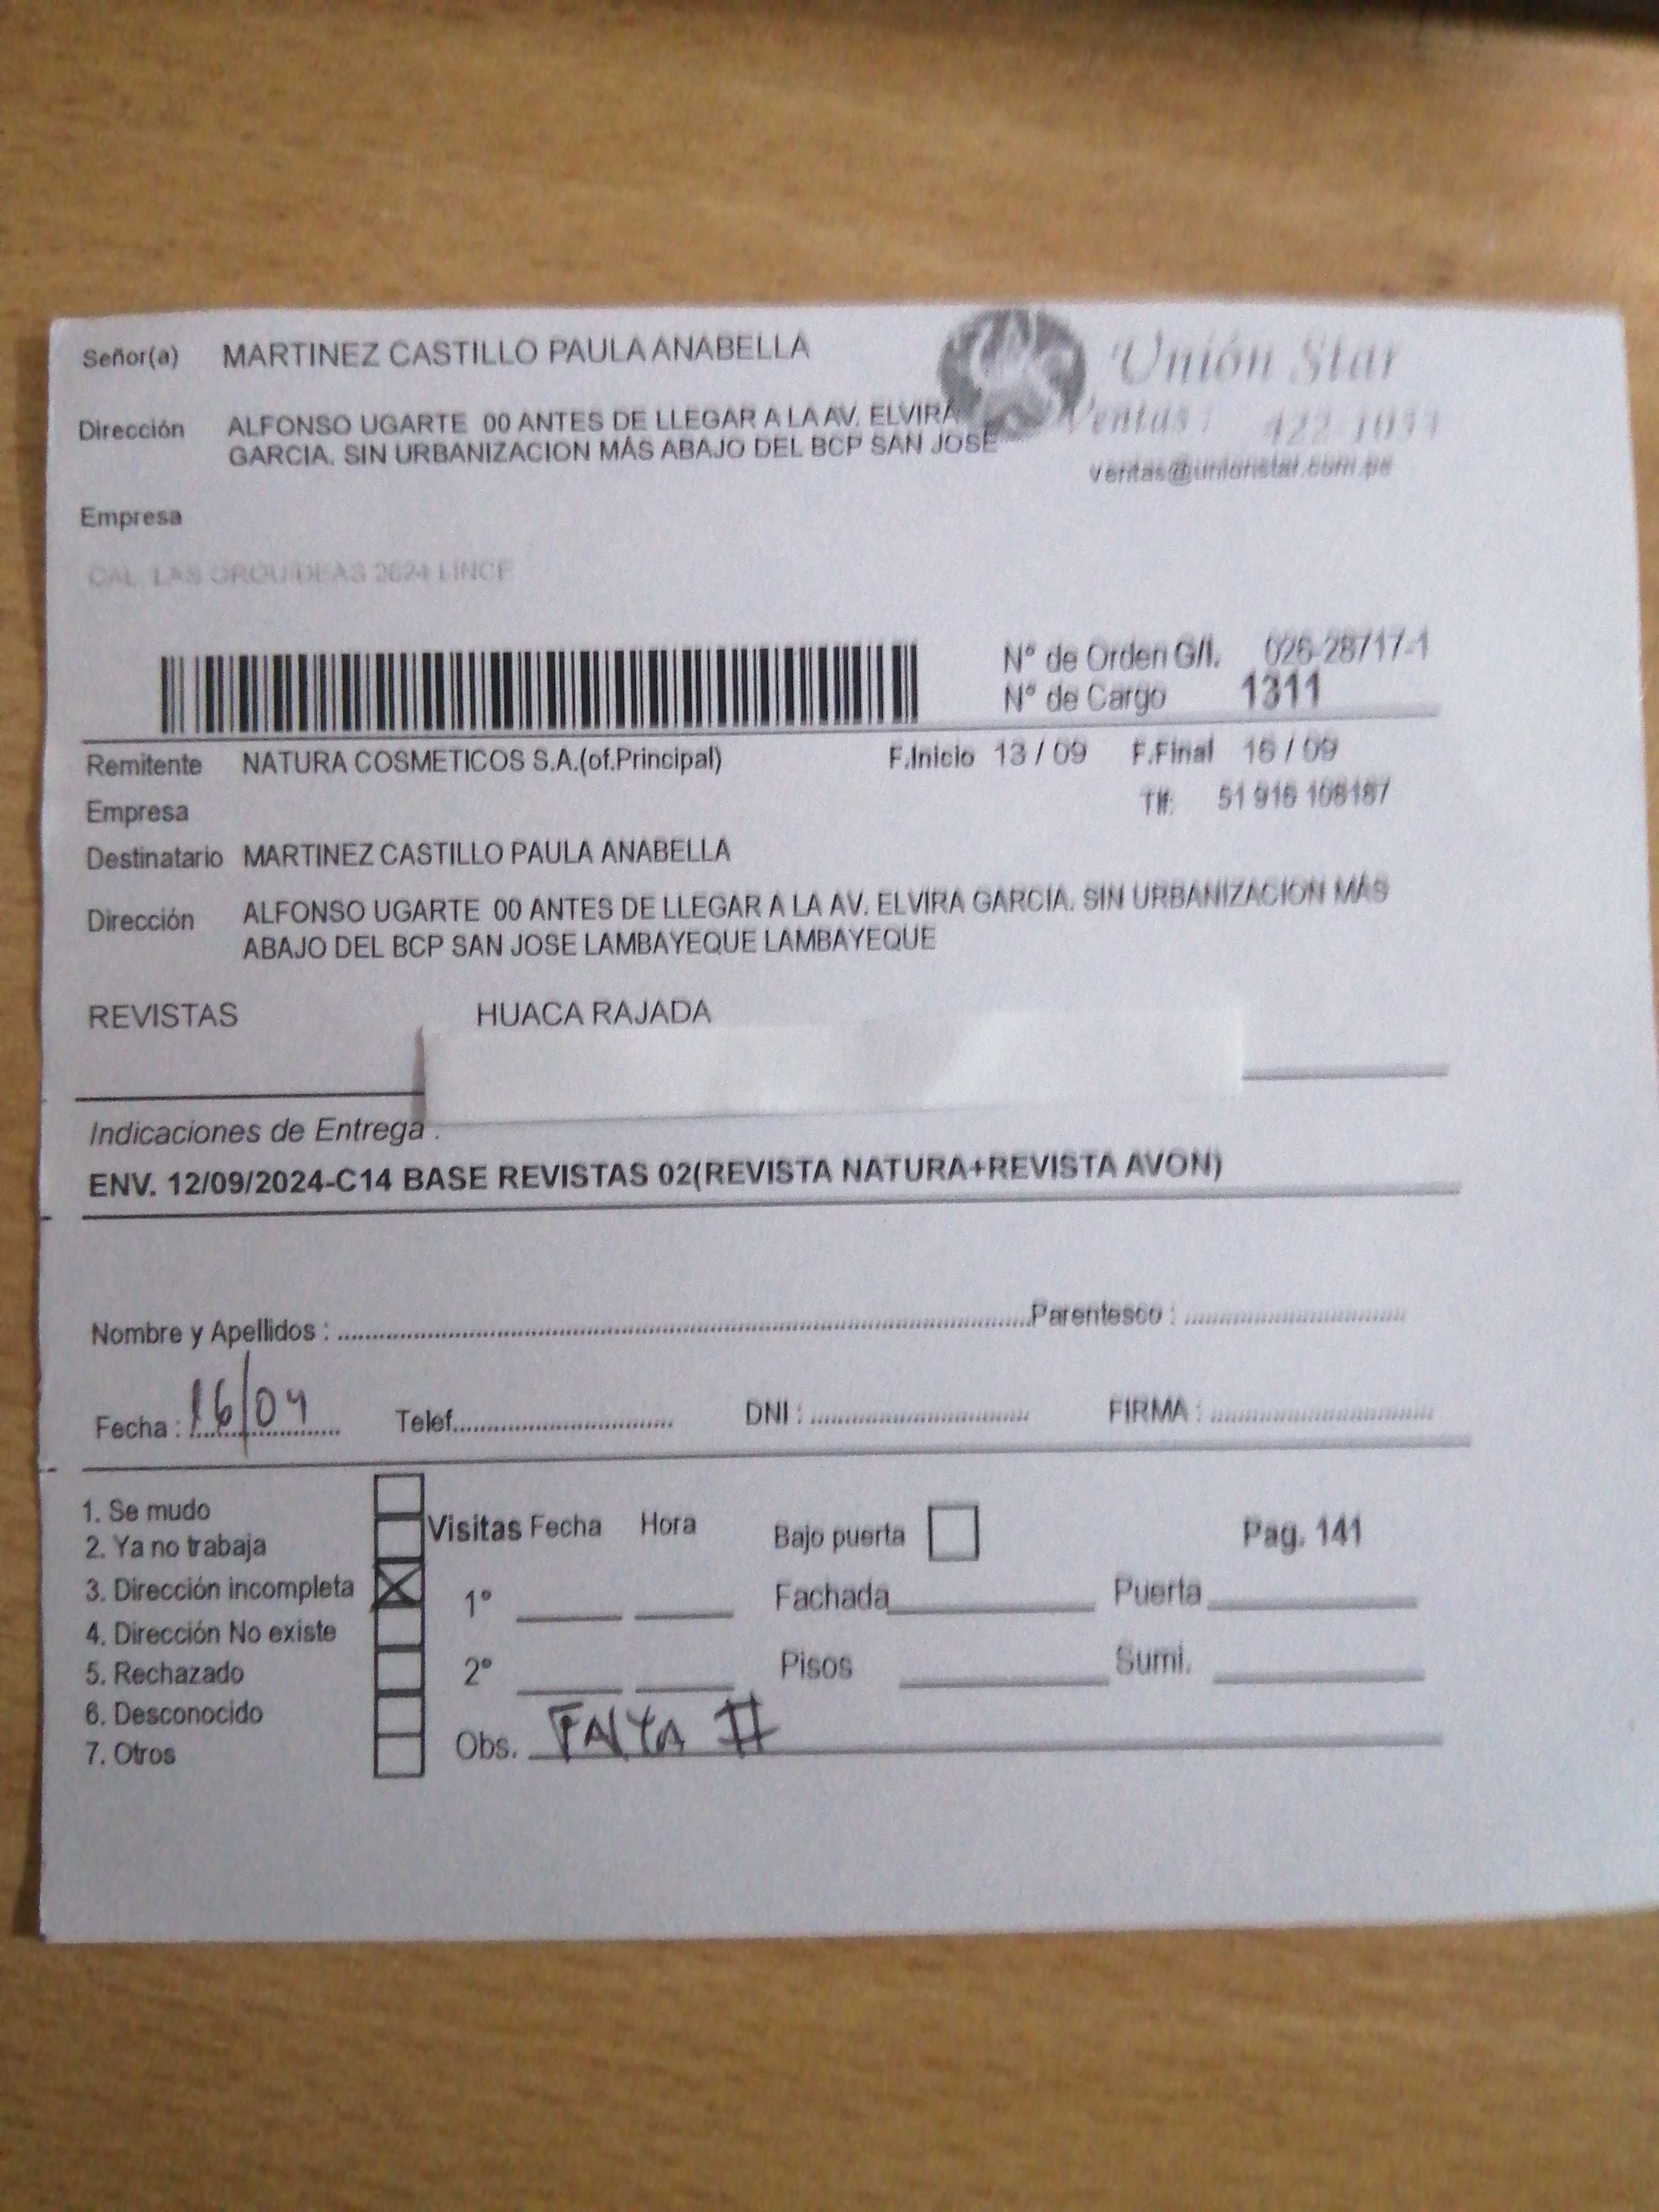 Señor(a) MARTINEZ CASTILLO PAULA ANABELLA
Unión Star
Dirección ALFONSO UGARTE 00 ANTES DE LLEGAR A LA AV. ELVIRA
GARCIA. SIN URBANIZACION MÁS ABAJO DEL BCP SAN JOSE
Ventas: 422
ventas@unionstar.com.pe
Empresa
CAL. LAS ORQUIDEAS 2624 LINCE
N° de Orden G/I. 026-28717-1
N° de Cargo 1311
Remitente NATURA COSMETICOS S.A.(of.Principal) F.Inicio 13 / 09 F.Final 16 / 09
Empresa Tlf: 51 916 108187
Destinatario MARTINEZ CASTILLO PAULA ANABELLA
Dirección ALFONSO UGARTE 00 ANTES DE LLEGAR A LA AV. ELVIRA GARCIA. SIN URBANIZACION MÁS
ABAJO DEL BCP SAN JOSE LAMBAYEQUE LAMBAYEQUE
REVISTAS HUACA RAJADA
Indicaciones de Entrega .
ENV. 12/09/2024-C14 BASE REVISTAS 02(REVISTA NATURA+REVISTA AVON)
Nombre y Apellidos : Parentesco :
Fecha : 16/09 Telef. DNI : FIRMA :
1. Se mudo
2. Ya no trabaja
3. Dirección incompleta
4. Dirección No existe
5. Rechazado
6. Desconocido
7. Otros
Visitas Fecha Hora Bajo puerta Pag. 141
1° Fachada Puerta
2° Pisos Sumi.
Obs. FALTA #